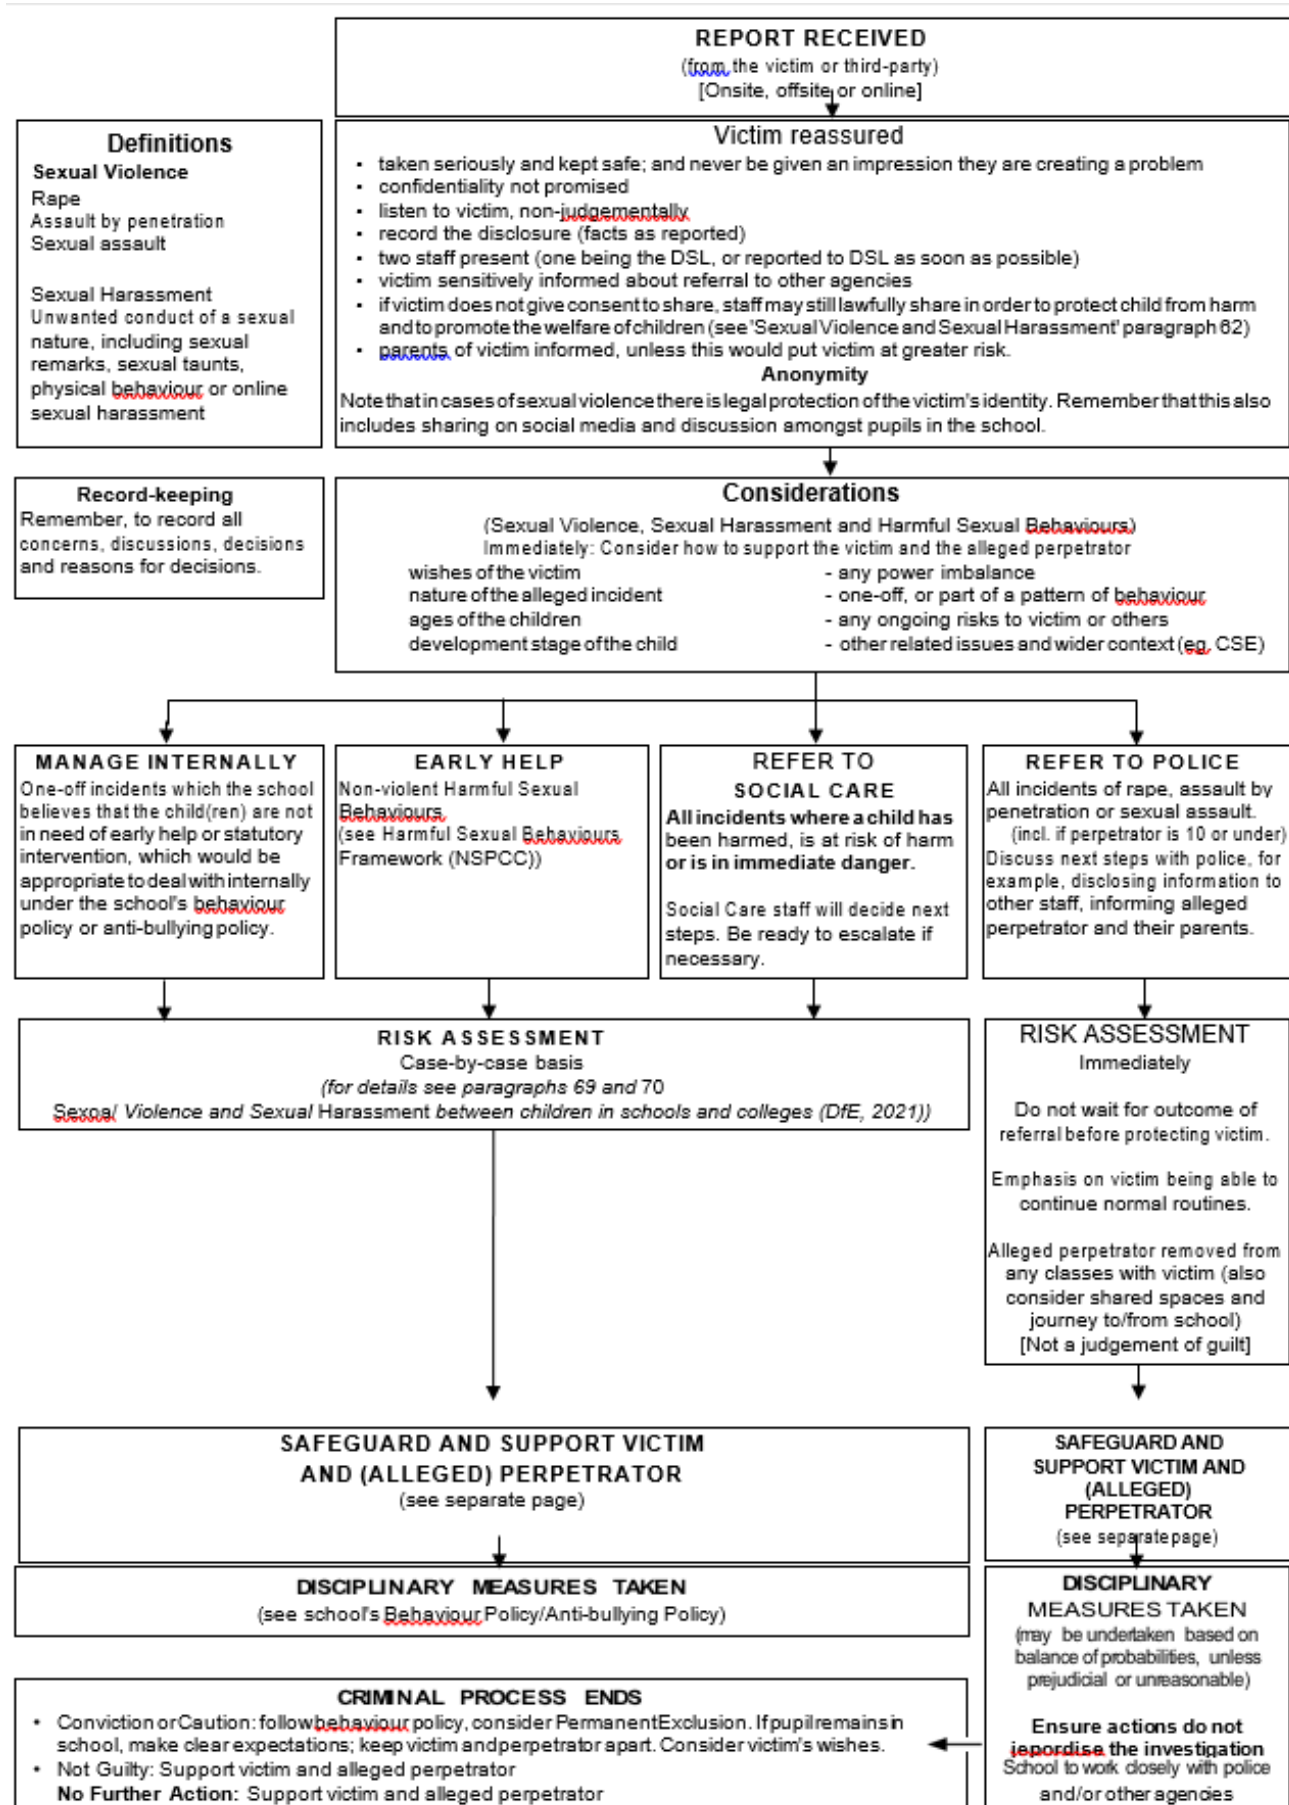 REPORT RECEIVED
(from the victim or third-party)
[Onsite, offsite or online]
Definitions
Sexual Violence
Rape
Assault by penetration
Sexual assault
Sexual Harassment
Unwanted conduct of a sexual
nature, including sexual
remarks, sexual taunts,
physical behaviour or online
sexual harassment
Victim reassured
• taken seriously and kept safe; and never be given an impression they are creating a problem
• confidentiality not promised
• listen to victim, non-judgementally
• record the disclosure (facts as reported)
• two staff present (one being the DSL, or reported to DSL as soon as possible)
• victim sensitively informed about referral to other agencies
• if victim does not give consent to share, staff may still lawfully share in order to protect child from harm
and to promote the welfare of children (see 'Sexual Violence and Sexual Harassment' paragraph 62)
• parents of victim informed, unless this would put victim at greater risk.
Anonymity
Note that in cases of sexual violence there is legal protection of the victim's identity. Remember that this also
includes sharing on social media and discussion amongst pupils in the school.
Record-keeping
Remember, to record all
concerns, discussions, decisions
and reasons for decisions.
Considerations
(Sexual Violence, Sexual Harassment and Harmful Sexual Behaviours)
Immediately: Consider how to support the victim and the alleged perpetrator
wishes of the victim - any power imbalance
nature of the alleged incident - one-off, or part of a pattern of behaviour
ages of the children - any ongoing risks to victim or others
development stage of the child - other related issues and wider context (eg. CSE)
MANAGE INTERNALLY
One-off incidents which the school
believes that the child(ren) are not
in need of early help or statutory
intervention, which would be
appropriate to deal with internally
under the school's behaviour
policy or anti-bullying policy.
EARLY HELP
Non-violent Harmful Sexual
Behaviours
(see Harmful Sexual Behaviours
Framework (NSPCC))
REFER TO
SOCIAL CARE
All incidents where a child has
been harmed, is at risk of harm
or is in immediate danger.
Social Care staff will decide next
steps. Be ready to escalate if
necessary.
REFER TO POLICE
All incidents of rape, assault by
penetration or sexual assault.
(incl. if perpetrator is 10 or under)
Discuss next steps with police, for
example, disclosing information to
other staff, informing alleged
perpetrator and their parents.
RISK ASSESSMENT
Case-by-case basis
(for details see paragraphs 69 and 70
Sexoa/ Violence and Sexual Harassment between children in schools and colleges (DfE, 2021))
RISK ASSESSMENT
Immediately
Do not wait for outcome of
referral before protecting victim.
Emphasis on victim being able to
continue normal routines.
Alleged perpetrator removed from
any classes with victim (also
consider shared spaces and
journey to/from school)
[Not a judgement of guilt]
SAFEGUARD AND SUPPORT VICTIM
AND (ALLEGED) PERPETRATOR
(see separate page)
SAFEGUARD AND
SUPPORT VICTIM AND
(ALLEGED)
PERPETRATOR
(see separate page)
DISCIPLINARY MEASURES TAKEN
(see school's Behaviour Policy/Anti-bullying Policy)
DISCIPLINARY
MEASURES TAKEN
(may be undertaken based on
balance of probabilities, unless
prejudicial or unreasonable)
Ensure actions do not
jepordise the investigation
School to work closely with police
and/or other agencies
CRIMINAL PROCESS ENDS
• Conviction or Caution: follow behaviour policy, consider Permanent Exclusion. If pupil remains in
school, make clear expectations; keep victim and perpetrator apart. Consider victim's wishes.
• Not Guilty: Support victim and alleged perpetrator
No Further Action: Support victim and alleged perpetrator